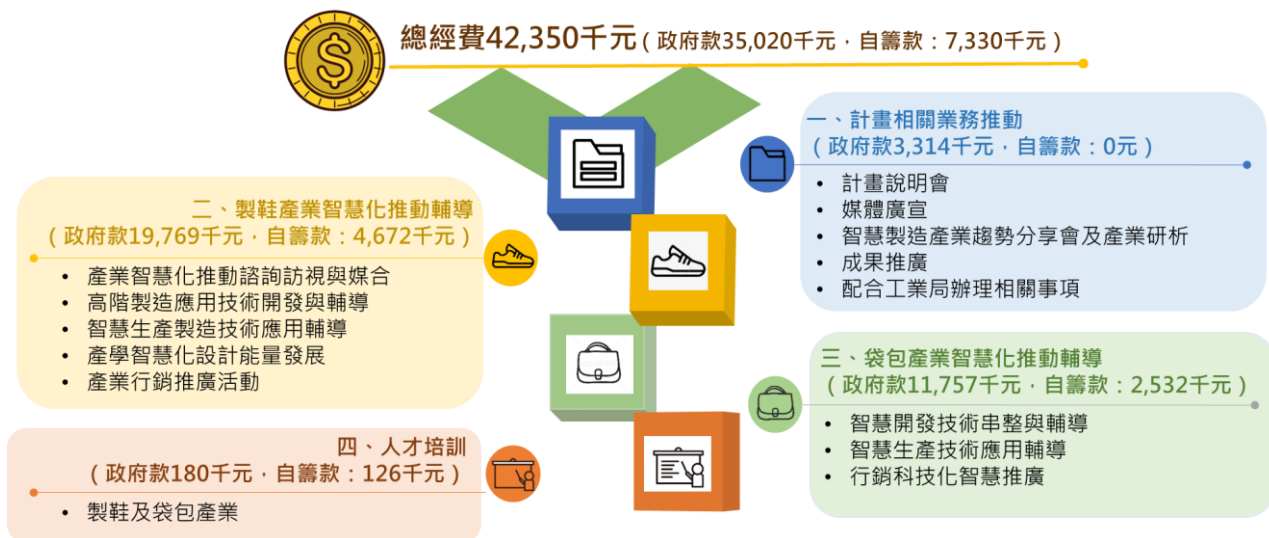 總經費42,350千元(政府款35,020千元，自籌款：7,330千元)
一、計畫相關業務推動
(政府款3,314千元，自籌款：0元)
• 計畫說明會
• 媒體廣宣
• 智慧製造產業趨勢分享會及產業研析
• 成果推廣
• 配合工業局辦理相關事項
二、製鞋產業智慧化推動輔導
(政府款19,769千元，自籌款：4,672千元)
• 產業智慧化推動諮詢訪視與媒合
• 高階製造應用技術開發與輔導
• 智慧生產製造技術應用輔導
• 產學智慧化設計能量發展
• 產業行銷推廣活動
三、袋包產業智慧化推動輔導
(政府款11,757千元，自籌款：2,532千元)
• 智慧開發技術串整與輔導
• 智慧生產技術應用輔導
• 行銷科技化智慧推廣
四、人才培訓
(政府款180千元，自籌款：126千元)
• 製鞋及袋包產業